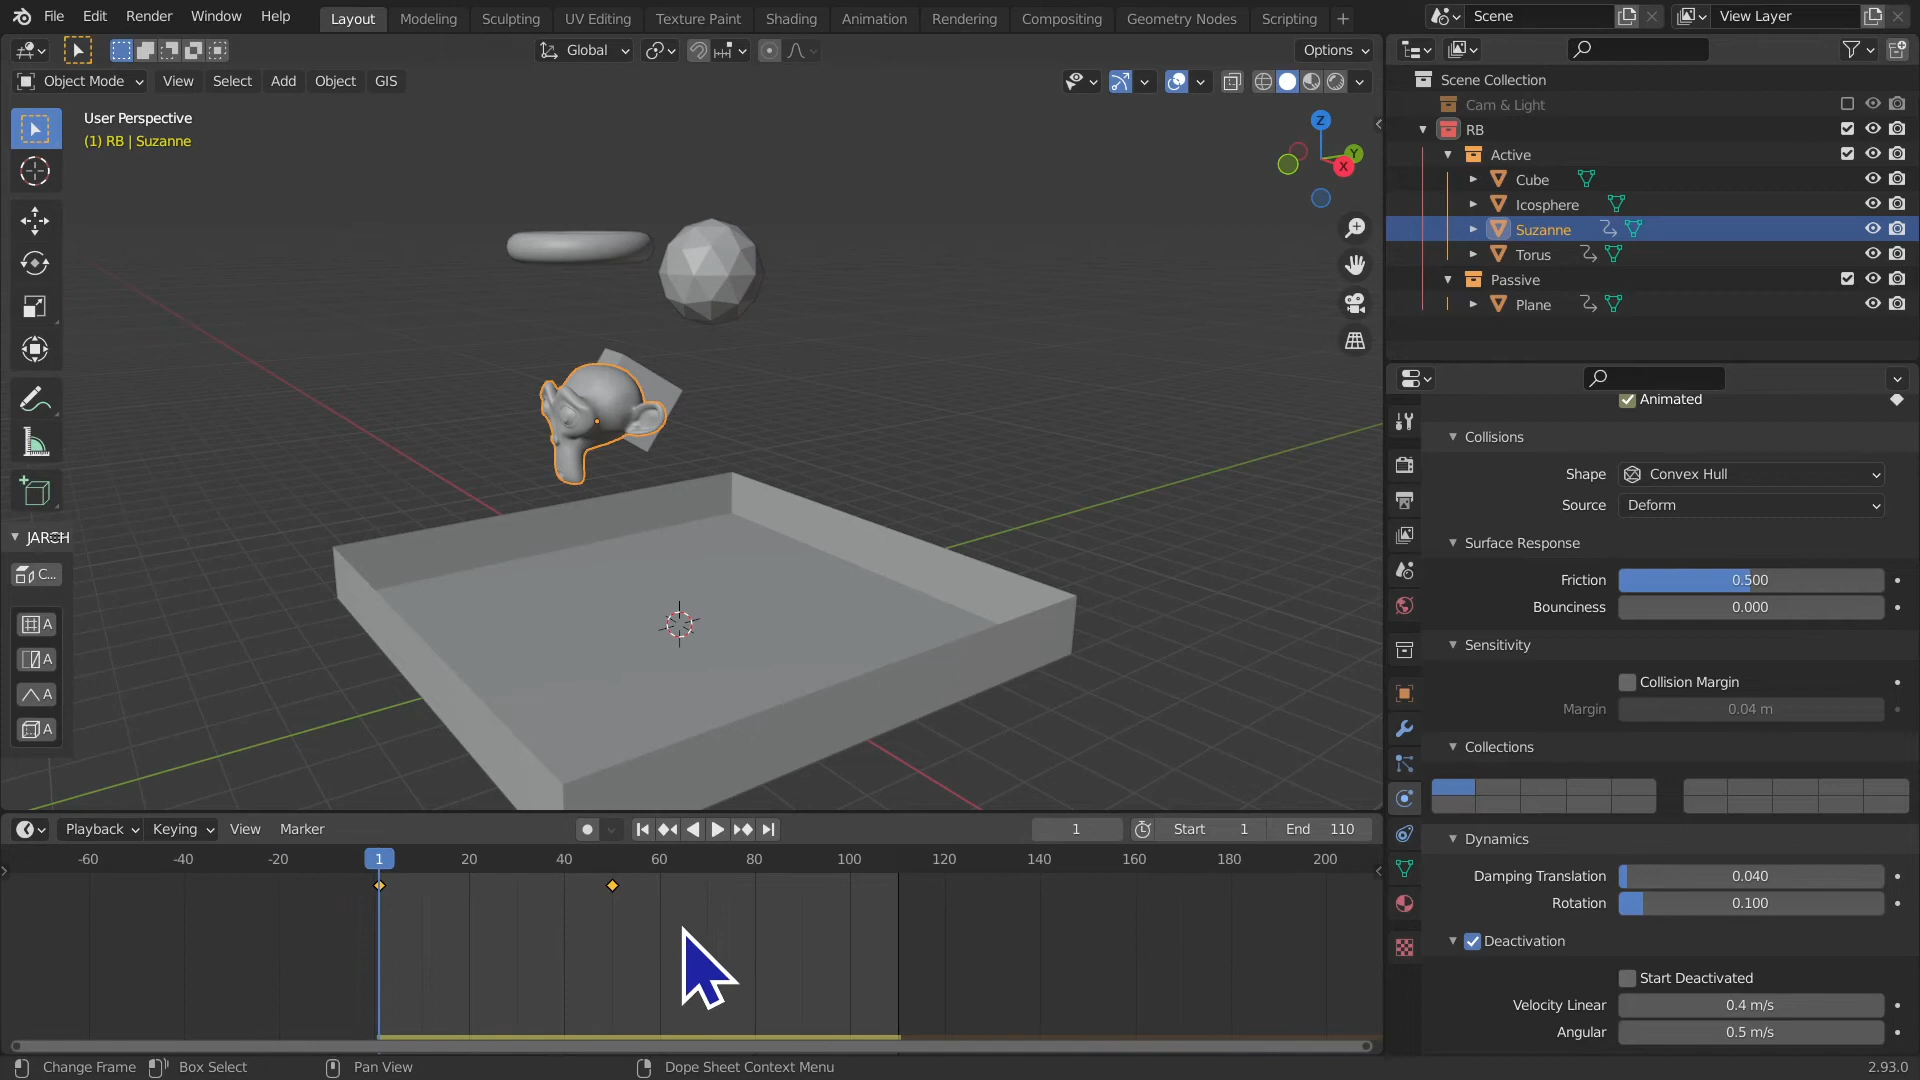 File Edit Render Window Help Layout Modeling Sculpting UV Editing Texture Paint Shading Animation Rendering Compositing Geometry Nodes Scripting + Scene View Layer
Global Options
Object Mode View Select Add Object GIS
User Perspective
(1) RB | Suzanne
Z
Y
X
JARCH
C...
A
A
A
A
Scene Collection
Cam & Light
RB
Active
Cube
Icosphere
Suzanne
Torus
Passive
Plane
Animated
Collisions
Shape Convex Hull
Source Deform
Surface Response
Friction 0.500
Bounciness 0.000
Sensitivity
Collision Margin
Margin 0.04 m
Collections
Dynamics
Damping Translation 0.040
Rotation 0.100
Deactivation
Start Deactivated
Velocity Linear 0.4 m/s
Angular 0.5 m/s
Playback Keying View Marker 1 Start 1 End 110
-60 -40 -20 1 20 40 60 80 100 120 140 160 180 200
Change Frame Box Select Pan View Dope Sheet Context Menu 2.93.0